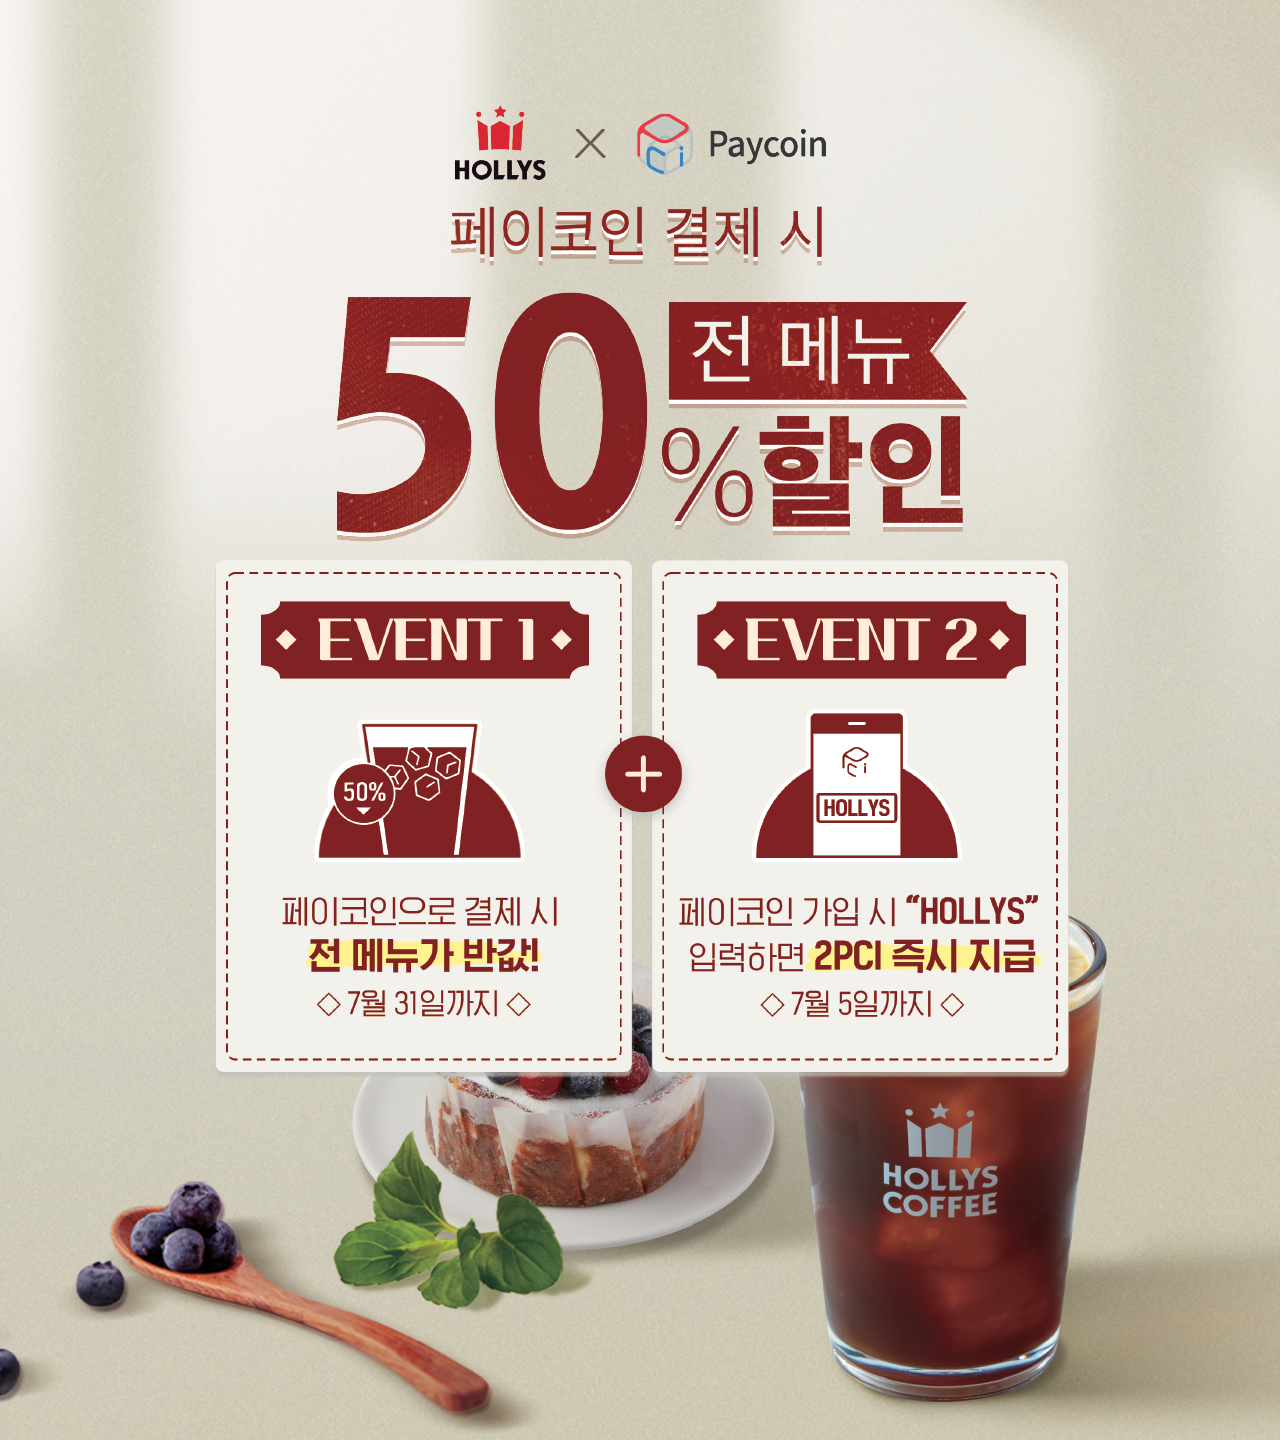 HOLLYS × Paycoin
페이코인 결제 시
50% 전 메뉴 할인
EVENT 1
50%
페이코인으로 결제 시
전 메뉴가 반값!
◇ 7월 31일까지 ◇
+
EVENT 2
HOLLYS
페이코인 가입 시 “HOLLYS”
입력하면 2PCI 즉시 지급
◇ 7월 5일까지 ◇
HOLLYS
COFFEE